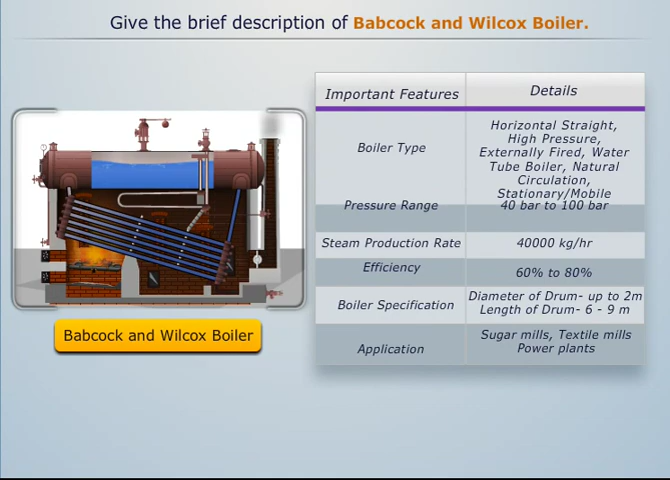 Give the brief description of Babcock and Wilcox Boiler.
Important Features
Details
Boiler Type
Horizontal Straight,
High Pressure,
Externally Fired, Water
Tube Boiler, Natural
Circulation,
Stationary/Mobile
Pressure Range
40 bar to 100 bar
Steam Production Rate
40000 kg/hr
Efficiency
60% to 80%
Boiler Specification
Diameter of Drum- up to 2m
Length of Drum- 6 - 9 m
Application
Sugar mills, Textile mills
Power plants
Babcock and Wilcox Boiler